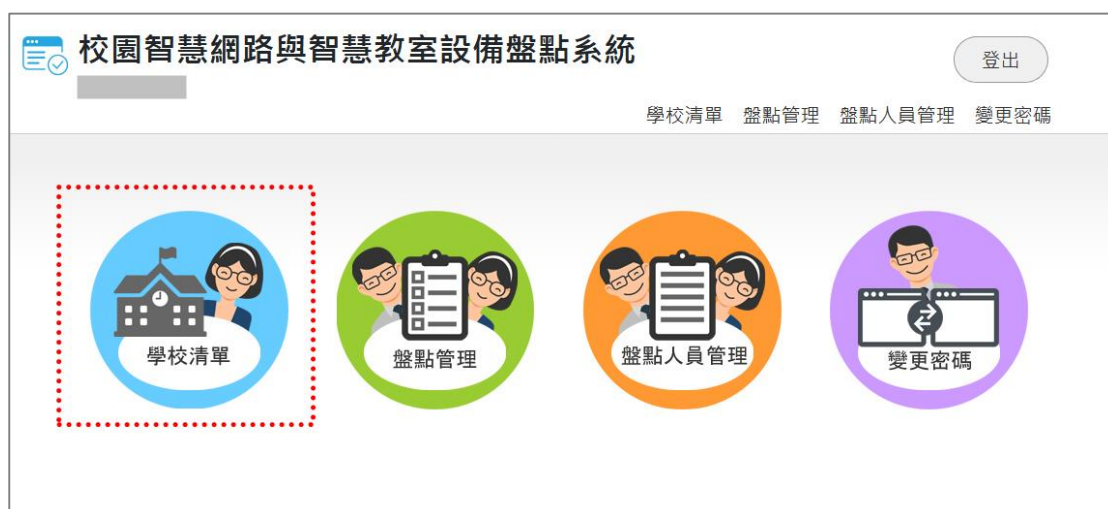 校園智慧網路與智慧教室設備盤點系統
登出
學校清單 盤點管理 盤點人員管理 變更密碼
學校清單
盤點管理
盤點人員管理
變更密碼